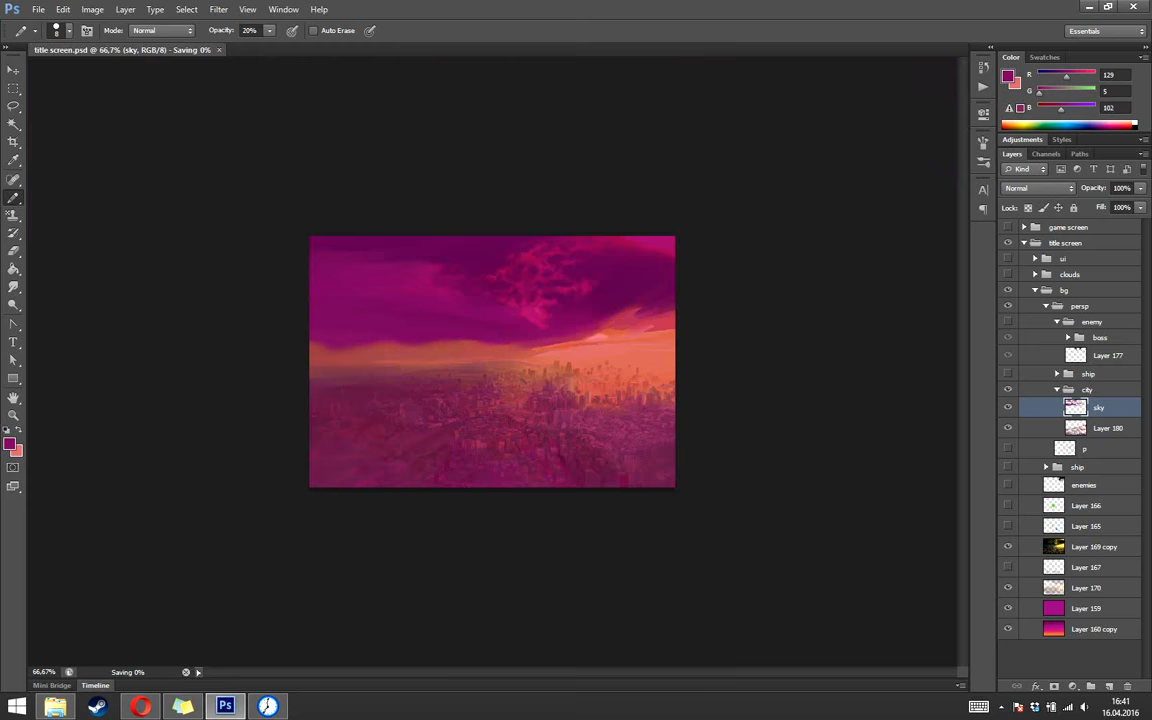 Ps File Edit Image Layer Type Select Filter View Window Help
8 Mode: Normal Opacity: 20% Auto Erase Essentials
title screen.psd @ 66,7% (sky, RGB/8) - Saving 0% ×
Color Swatches
R 129
G 5
B 102
Adjustments Styles
Layers Channels Paths
Kind
Normal Opacity: 100%
Lock: Fill: 100%
game screen
title screen
ui
clouds
bg
persp
enemy
boss
Layer 177
ship
city
sky
Layer 180
p
ship
enemies
Layer 166
Layer 165
Layer 169 copy
Layer 167
Layer 170
Layer 159
Layer 160 copy
66,67% Saving 0%
Mini Bridge Timeline
Ps
16:41
16.04.2016